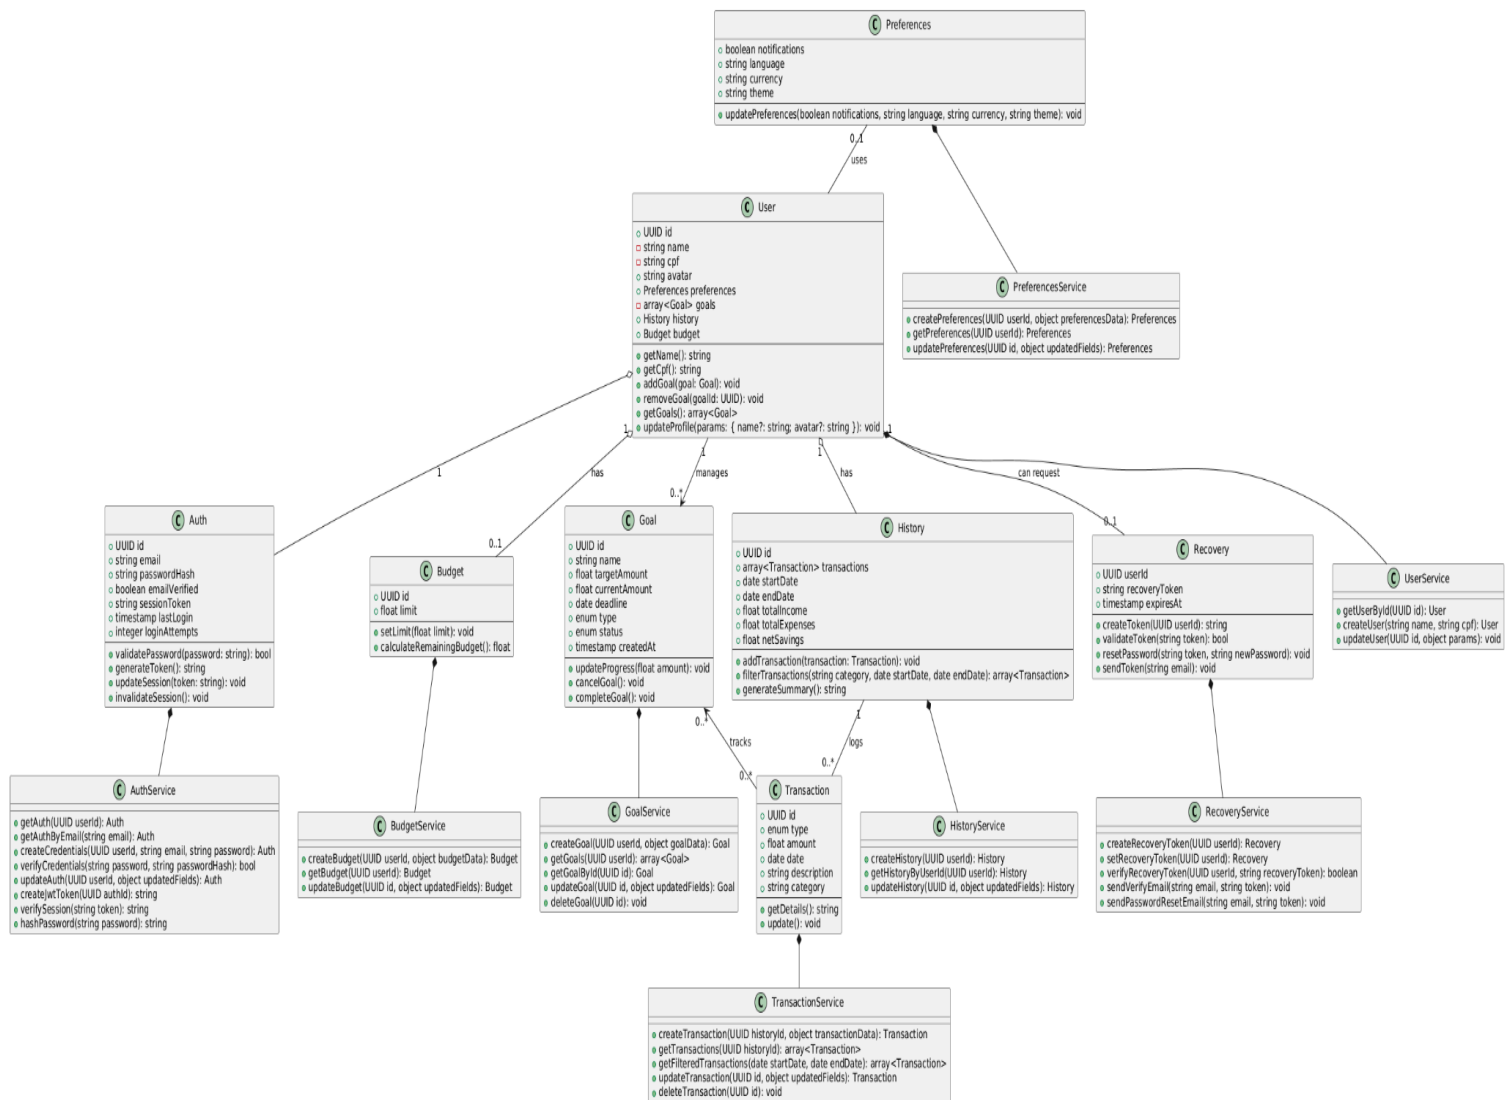 C Preferences
boolean notifications
string language
string currency
string theme
updatePreferences(boolean notifications, string language, string currency, string theme): void
0..1
uses
C User
UUID id
string name
string cpf
string avatar
Preferences preferences
array<Goal> goals
History history
Budget budget
getName(): string
getCpf(): string
addGoal(goal: Goal): void
removeGoal(goalId: UUID): void
getGoals(): array<Goal>
updateProfile(params: { name?: string; avatar?: string }): void
C PreferencesService
createPreferences(UUID userId, object preferencesData): Preferences
getPreferences(UUID userId): Preferences
updatePreferences(UUID id, object updatedFields): Preferences
1
1
has
0..1
1
manages
0..*
1
has
1
can request
0..1
C Auth
UUID id
string email
string passwordHash
boolean emailVerified
string sessionToken
timestamp lastLogin
integer loginAttempts
validatePassword(password: string): bool
generateToken(): string
updateSession(token: string): void
invalidateSession(): void
C Budget
UUID id
float limit
setLimit(float limit): void
calculateRemainingBudget(): float
C Goal
UUID id
string name
float targetAmount
float currentAmount
date deadline
enum type
enum status
timestamp createdAt
updateProgress(float amount): void
cancelGoal(): void
completeGoal(): void
C History
UUID id
array<Transaction> transactions
date startDate
date endDate
float totalIncome
float totalExpenses
float netSavings
addTransaction(transaction: Transaction): void
filterTransactions(string category, date startDate, date endDate): array<Transaction>
generateSummary(): string
C Recovery
UUID userId
string recoveryToken
timestamp expiresAt
createToken(UUID userId): string
validateToken(string token): bool
resetPassword(string token, string newPassword): void
sendToken(string email): void
C UserService
getUserById(UUID id): User
createUser(string name, string cpf): User
updateUser(UUID id, object params): void
0..*
tracks
0..*
1
logs
0..*
C AuthService
getAuth(UUID userId): Auth
getAuthByEmail(string email): Auth
createCredentials(UUID userId, string email, string password): Auth
verifyCredentials(string password, string passwordHash): bool
updateAuth(UUID userId, object updatedFields): Auth
createJwtToken(UUID authId): string
verifySession(string token): string
hashPassword(string password): string
C BudgetService
createBudget(UUID userId, object budgetData): Budget
getBudget(UUID userId): Budget
updateBudget(UUID id, object updatedFields): Budget
C GoalService
createGoal(UUID userId, object goalData): Goal
getGoals(UUID userId): array<Goal>
getGoalById(UUID id): Goal
updateGoal(UUID id, object updatedFields): Goal
deleteGoal(UUID id): void
C Transaction
UUID id
enum type
float amount
date date
string description
string category
getDetails(): string
update(): void
C HistoryService
createHistory(UUID userId): History
getHistoryByUserId(UUID userId): History
updateHistory(UUID id, object updatedFields): History
C RecoveryService
createRecoveryToken(UUID userId): Recovery
setRecoveryToken(UUID userId): Recovery
verifyRecoveryToken(UUID userId, string recoveryToken): boolean
sendVerifyEmail(string email, string token): void
sendPasswordResetEmail(string email, string token): void
C TransactionService
createTransaction(UUID historyId, object transactionData): Transaction
getTransactions(UUID historyId): array<Transaction>
getFilteredTransactions(date startDate, date endDate): array<Transaction>
updateTransaction(UUID id, object updatedFields): Transaction
deleteTransaction(UUID id): void